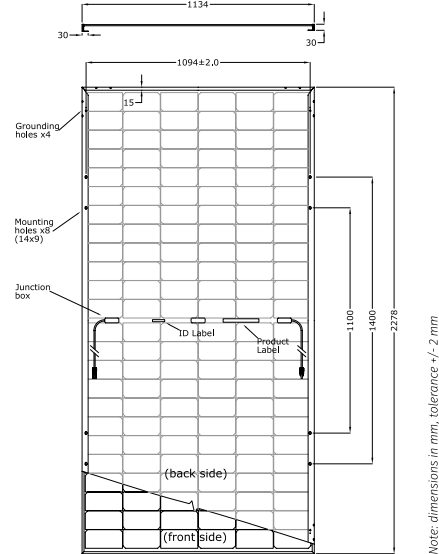 1134
30
30
1094±2.0
15
Grounding
holes x4
Mounting
holes x8
(14x9)
Junction
box
ID Label
Product
Label
1100
1400
2278
(back side)
(front side)
Note: dimensions in mm, tolerance +/- 2 mm